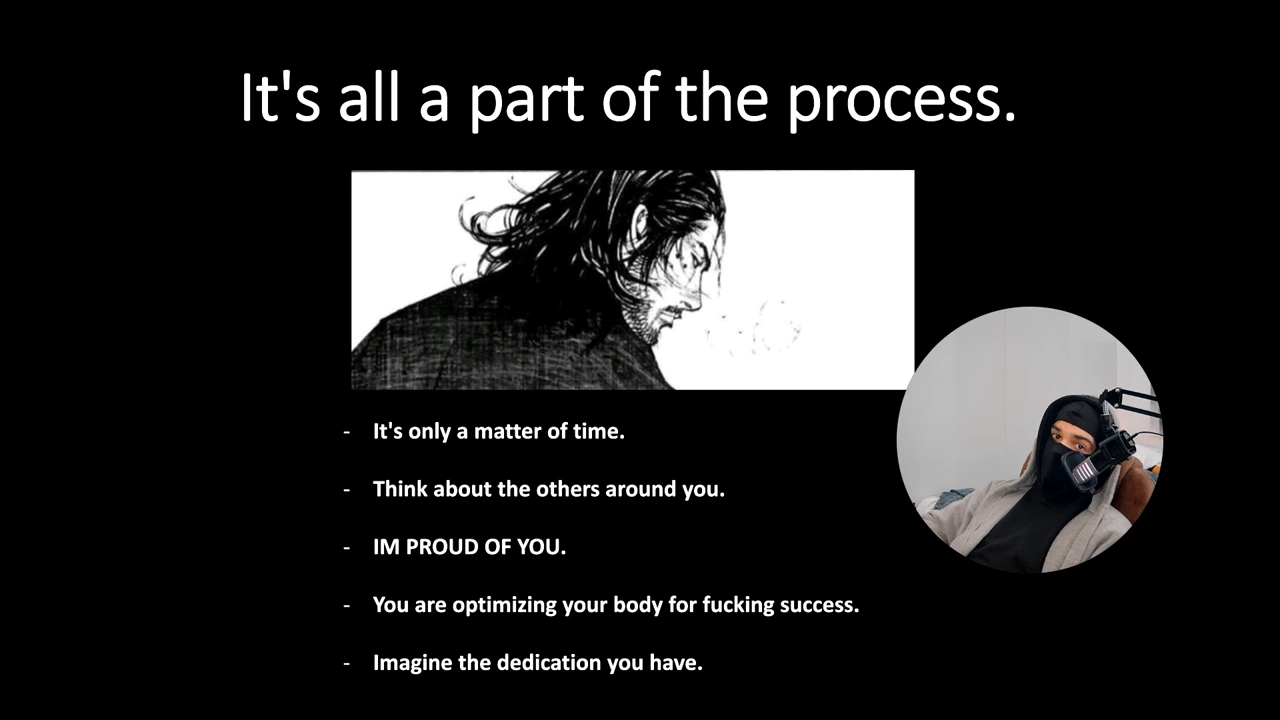 It's all a part of the process.
- It's only a matter of time.
- Think about the others around you.
- IM PROUD OF YOU.
- You are optimizing your body for fucking success.
- Imagine the dedication you have.